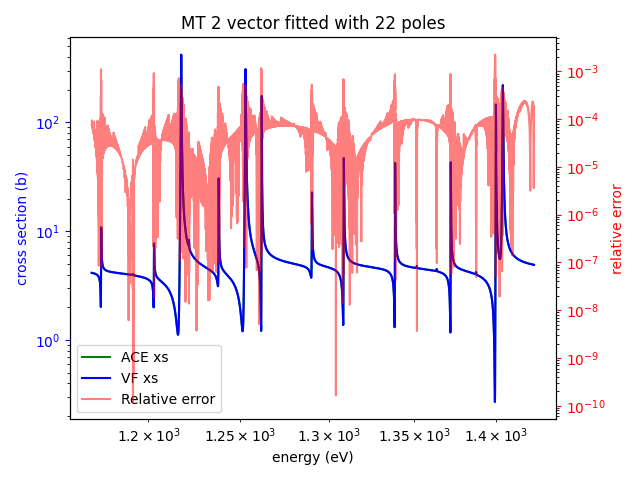 MT 2 vector fitted with 22 poles
cross section (b)
10²
10¹
10⁰
10⁻³
10⁻⁴
10⁻⁵
10⁻⁶
10⁻⁷
10⁻⁸
10⁻⁹
10⁻¹⁰
relative error
ACE xs
VF xs
Relative error
1.2 × 10³ 1.25 × 10³ 1.3 × 10³ 1.35 × 10³ 1.4 × 10³
energy (eV)